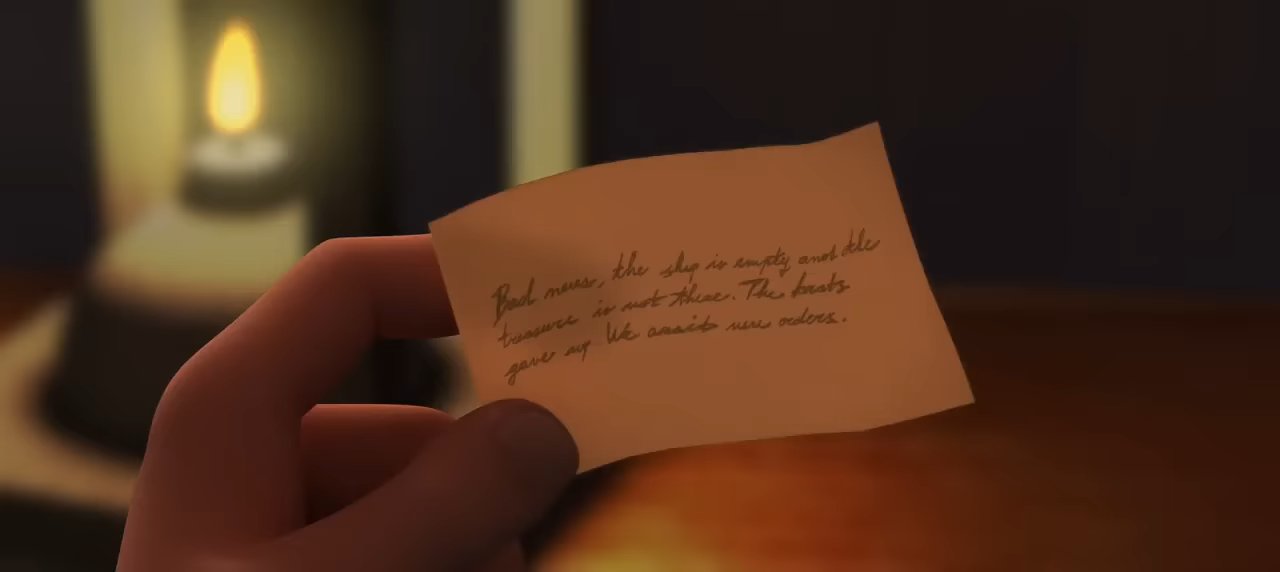 Bad news, the ship is empty and the
treasure is not there. The brats
gave up We await new orders.